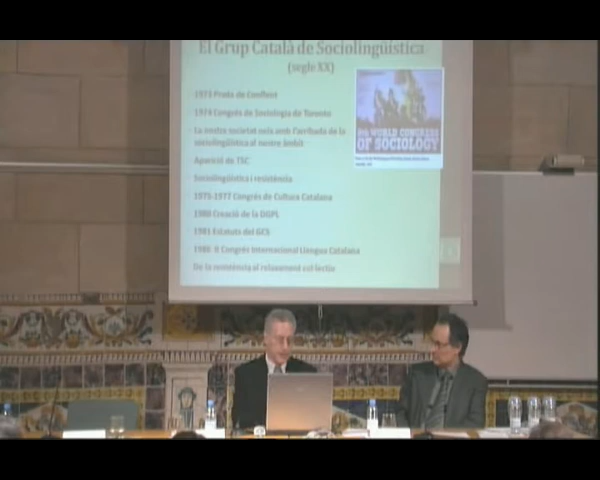 El Grup Català de Sociolingüística
(segle XX)
1973 Prada de Conflent
1974 Congrés de Sociologia de Toronto
La nostra societat neix amb l'arribada de la
sociolingüística al nostre àmbit
Aparició de TSC
Sociolingüística i resistència
1975-1977 Congrés de Cultura Catalana
1980 Creació de la DGPL
1981 Estatuts del GCS
1986 II Congrés Internacional Llengua Catalana
De la semetència al relaxament col·lectiu
8th WORLD CONGRESS
OF SOCIOLOGY